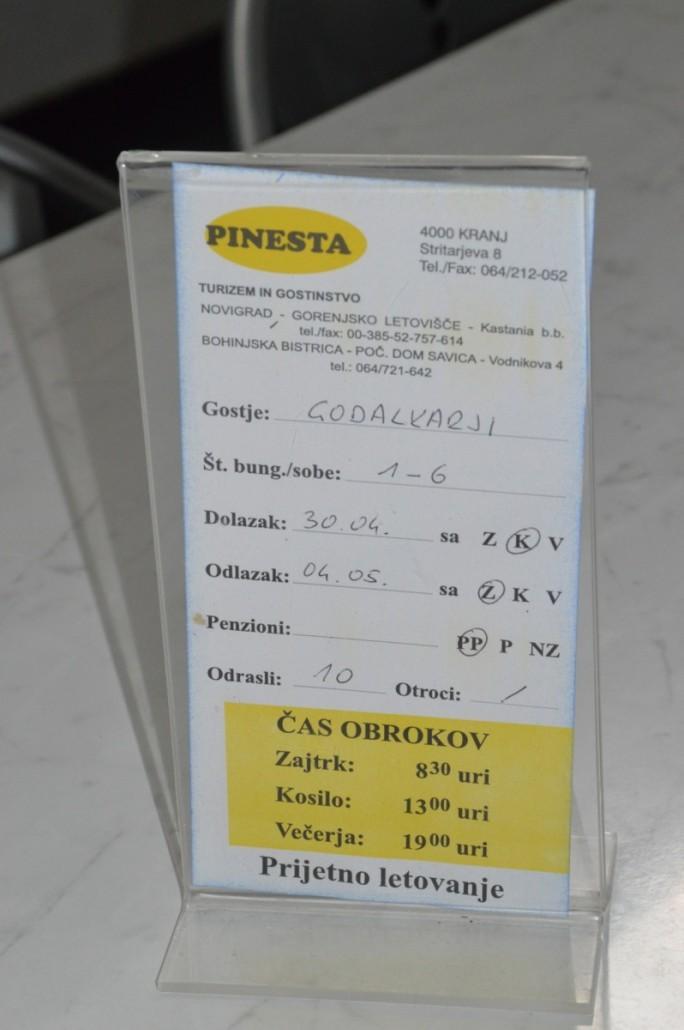 PINESTA
4000 KRANJ
Stritarjeva 8
Tel./Fax: 064/212-052
TURIZEM IN GOSTINSTVO
NOVIGRAD - GORENJSKO LETOVIŠČE - Kastania b.b.
tel./fax: 00-385-52-757-614
BOHINJSKA BISTRICA - POČ. DOM SAVICA - Vodnikova 4
tel.: 064/721-642
Gostje: GODALKARJI
Št. bung./sobe: 1-6
Dolazak: 30.04. sa Z K V
Odlazak: 04.05. sa Z K V
Penzioni: PP P NZ
Odrasli: 10 Otroci: /
ČAS OBROKOV
Zajtrk: 8³⁰ uri
Kosilo: 13⁰⁰ uri
Večerja: 19⁰⁰ uri
Prijetno letovanje